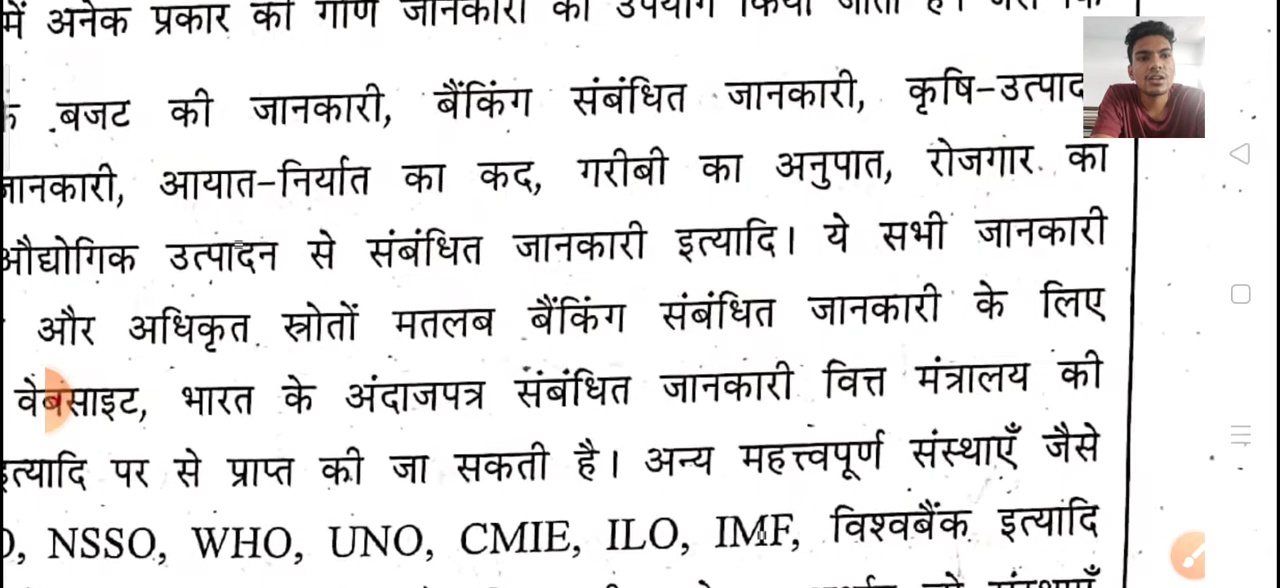 में अनेक प्रकार की गौण जानकारी का उपयोग किया जाता है।
बजट की जानकारी, बैंकिंग संबंधित जानकारी, कृषि-उत्पाद
जानकारी, आयात-निर्यात का कद, गरीबी का अनुपात, रोजगार का
औद्योगिक उत्पादन से संबंधित जानकारी इत्यादि। ये सभी जानकारी
और अधिकृत स्त्रोतों मतलब बैंकिंग संबंधित जानकारी के लिए
वेबसाइट, भारत के अंदाजपत्र संबंधित जानकारी वित्त मंत्रालय की
इत्यादि पर से प्राप्त की जा सकती है। अन्य महत्त्वपूर्ण संस्थाएँ जैसे
NSSO, WHO, UNO, CMIE, ILO, IMF, विश्वबैंक इत्यादि